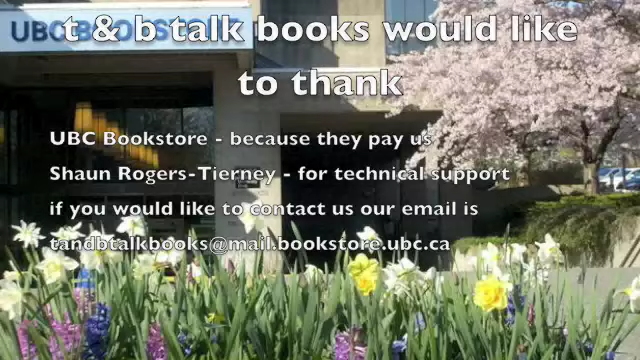 UBC BOOKSTORE
t & b talk books would like
to thank
UBC Bookstore - because they pay us
Shaun Rogers-Tierney - for technical support
if you would like to contact us our email is
tandbtalkbooks@mail.bookstore.ubc.ca